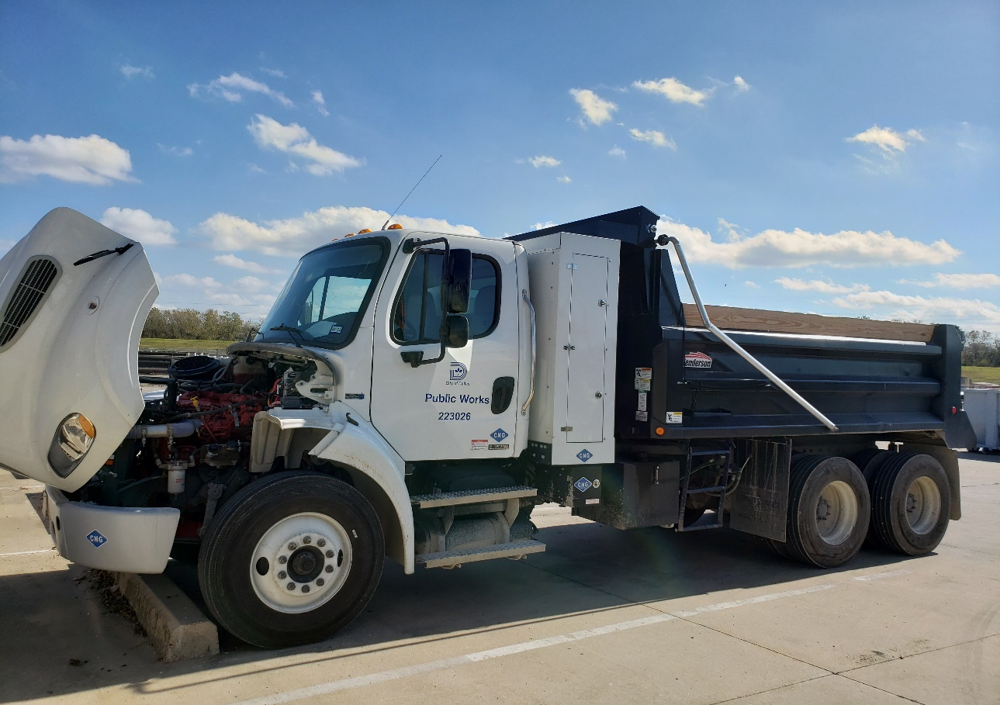 City of Dallas
Public Works
223026
CNG
CNG
CNG
CNG
Henderson